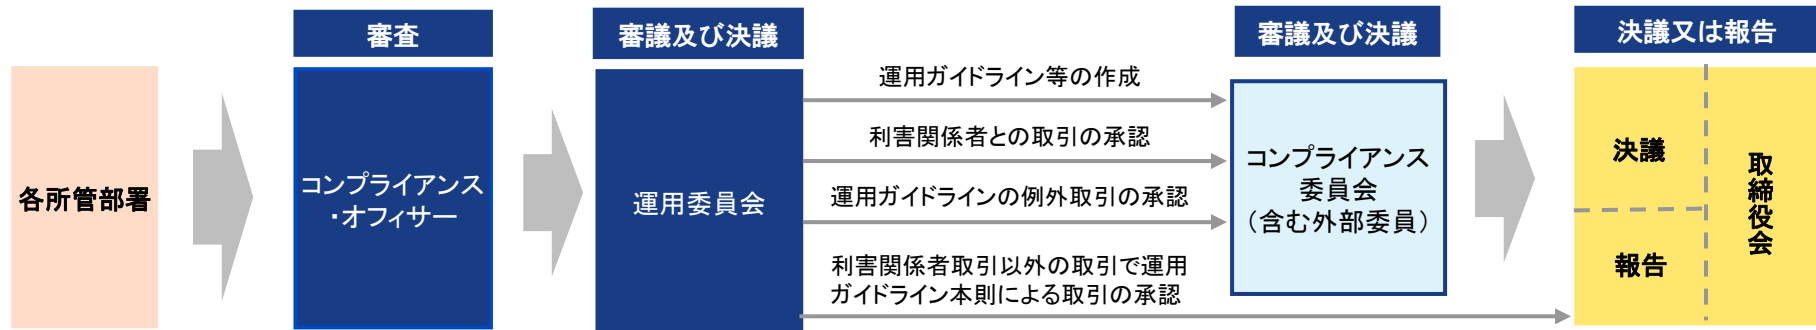 各所管部署
審査
コンプライアンス
・オフィサー
審議及び決議
運用委員会
運用ガイドライン等の作成
利害関係者との取引の承認
運用ガイドラインの例外取引の承認
利害関係者取引以外の取引で運用
ガイドライン本則による取引の承認
審議及び決議
コンプライアンス
委員会
（含む外部委員）
決議又は報告
決議
報告
取締役会